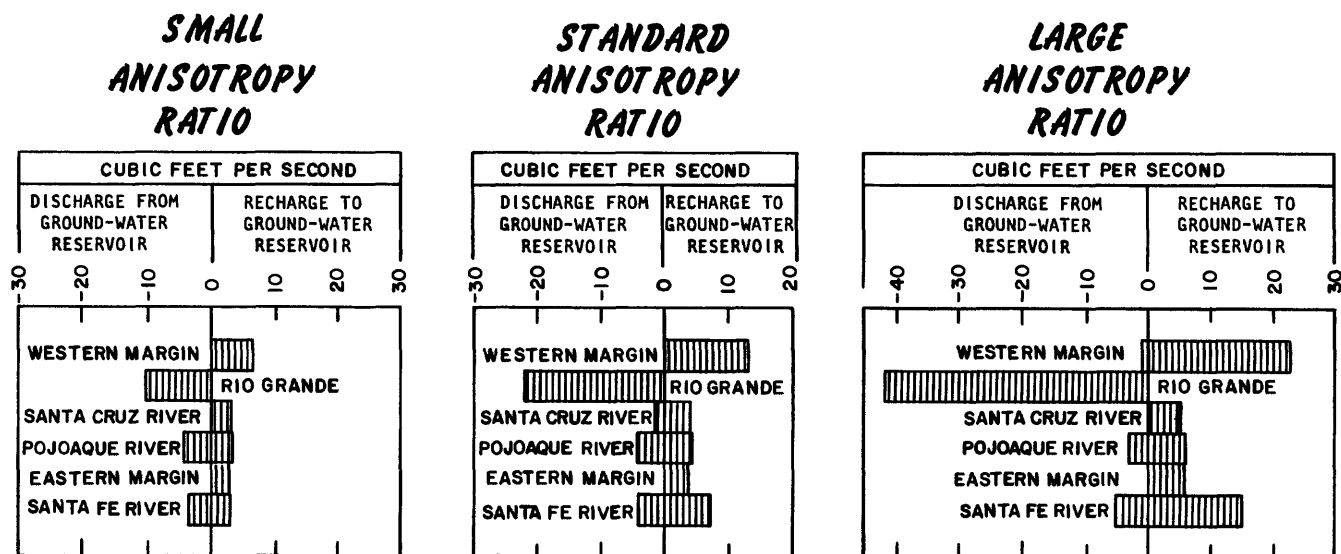 SMALL
ANISOTROPY
RATIO
CUBIC FEET PER SECOND
DISCHARGE FROM
GROUND-WATER
RESERVOIR
RECHARGE TO
GROUND-WATER
RESERVOIR
-30 -20 -10 0 10 20 30
WESTERN MARGIN
RIO GRANDE
SANTA CRUZ RIVER
POJOAQUE RIVER
EASTERN MARGIN
SANTA FE RIVER
STANDARD
ANISOTROPY
RATIO
CUBIC FEET PER SECOND
DISCHARGE FROM
GROUND-WATER
RESERVOIR
RECHARGE TO
GROUND-WATER
RESERVOIR
-30 -20 -10 0 10 20
WESTERN MARGIN
RIO GRANDE
SANTA CRUZ RIVER
POJOAQUE RIVER
EASTERN MARGIN
SANTA FE RIVER
LARGE
ANISOTROPY
RATIO
CUBIC FEET PER SECOND
DISCHARGE FROM
GROUND-WATER
RESERVOIR
RECHARGE TO
GROUND-WATER
RESERVOIR
-40 -30 -20 -10 0 10 20 30
WESTERN MARGIN
RIO GRANDE
SANTA CRUZ RIVER
POJOAQUE RIVER
EASTERN MARGIN
SANTA FE RIVER